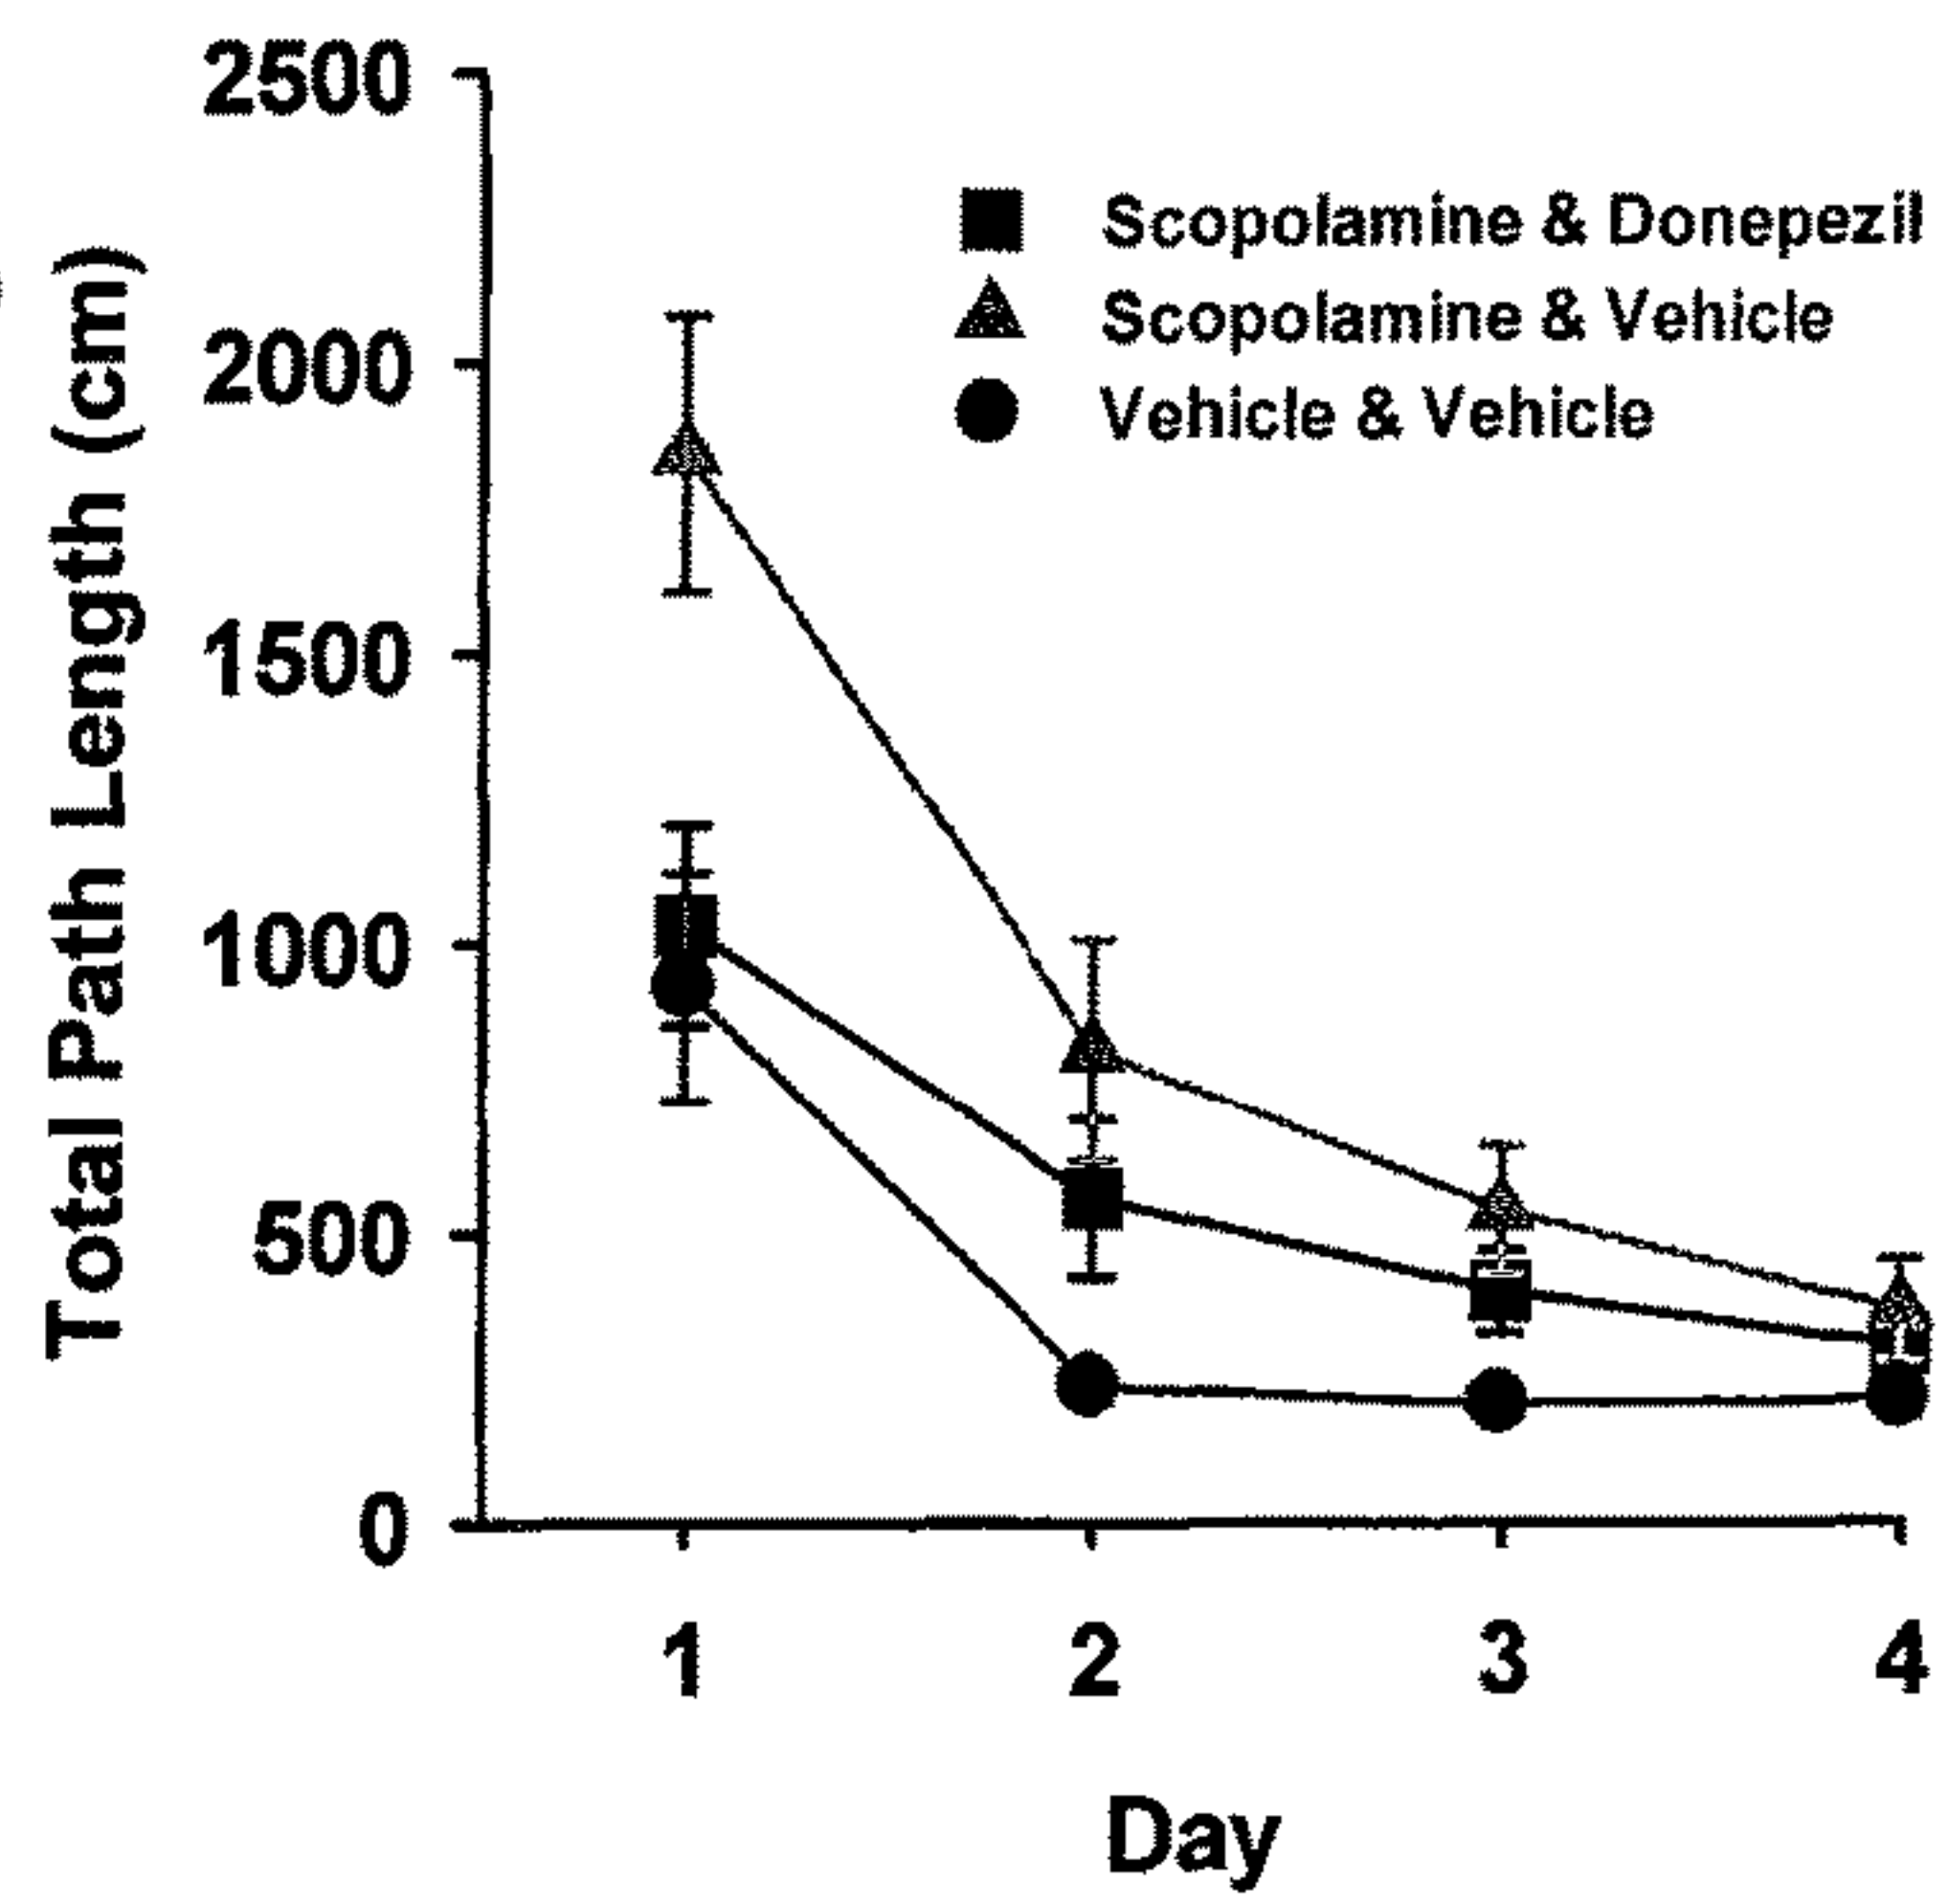 2500
2000
1500
1000
500
0
Total Path Length (cm)
Scopolamine & Donepezil
Scopolamine & Vehicle
Vehicle & Vehicle
1 2 3 4
Day